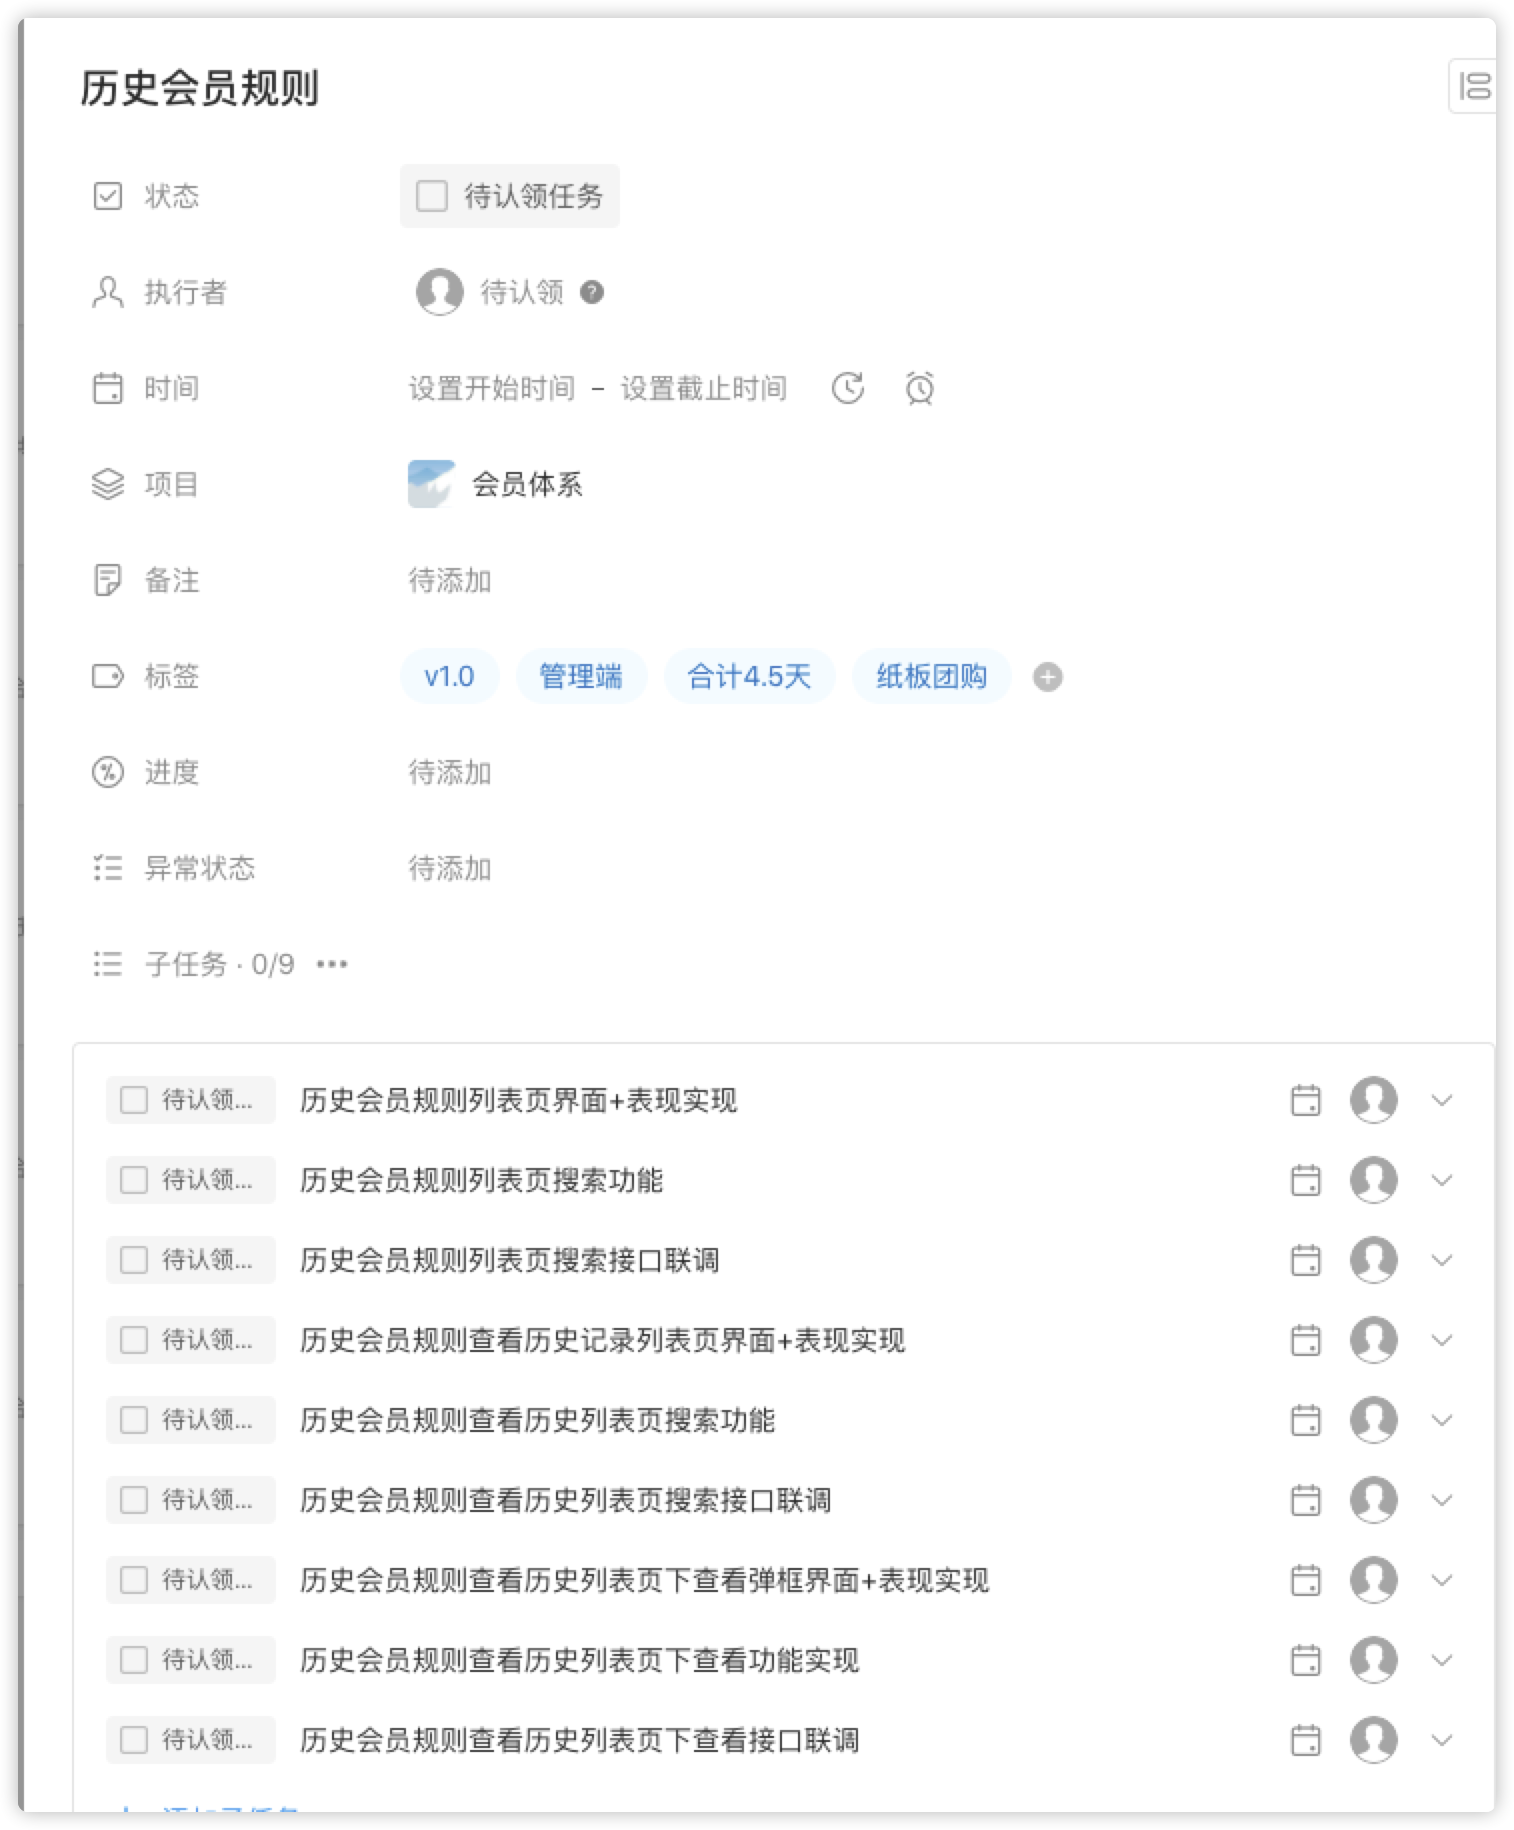 历史会员规则
状态 待认领任务
执行者 待认领 ?
时间 设置开始时间 – 设置截止时间
项目 会员体系
备注 待添加
标签 v1.0 管理端 合计4.5天 纸板团购
进度 待添加
异常状态 待添加
子任务 · 0/9 •••
待认领... 历史会员规则列表页界面+表现实现
待认领... 历史会员规则列表页搜索功能
待认领... 历史会员规则列表页搜索接口联调
待认领... 历史会员规则查看历史记录列表页界面+表现实现
待认领... 历史会员规则查看历史列表页搜索功能
待认领... 历史会员规则查看历史列表页搜索接口联调
待认领... 历史会员规则查看历史列表页下查看弹框界面+表现实现
待认领... 历史会员规则查看历史列表页下查看功能实现
待认领... 历史会员规则查看历史列表页下查看接口联调